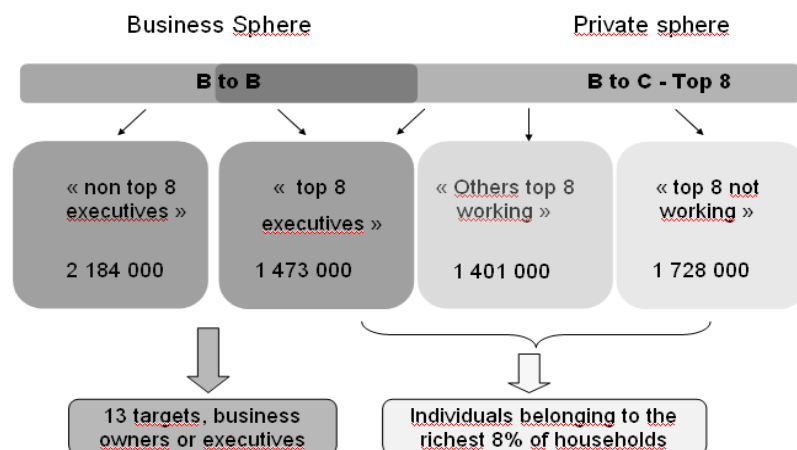 Business Sphere
Private sphere
B to B
B to C - Top 8
« non top 8
executives »
2 184 000
« top 8
executives »
1 473 000
« Others top 8
working »
1 401 000
« top 8 not
working »
1 728 000
13 targets, business
owners or executives
Individuals belonging to the
richest 8% of households